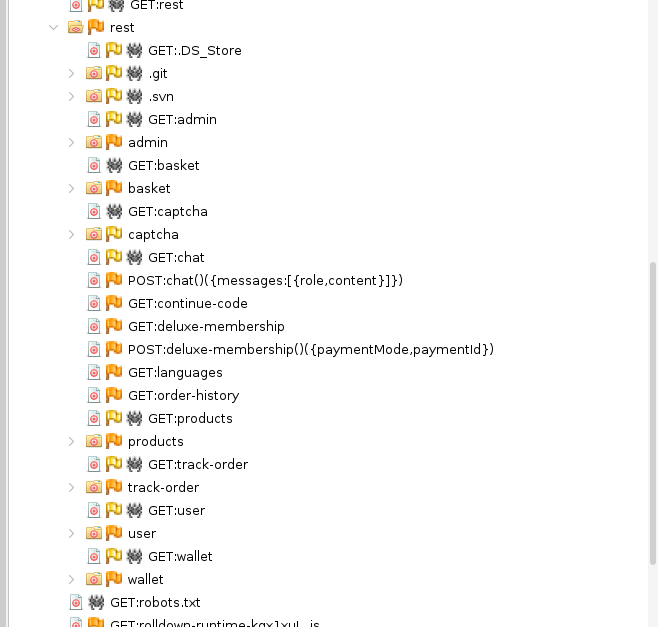 GET:rest
rest
GET:.DS_Store
.git
.svn
GET:admin
admin
GET:basket
basket
GET:captcha
captcha
GET:chat
POST:chat()({messages:[{role,content}]})
GET:continue-code
GET:deluxe-membership
POST:deluxe-membership()({paymentMode,paymentId})
GET:languages
GET:order-history
GET:products
products
GET:track-order
track-order
GET:user
user
GET:wallet
wallet
GET:robots.txt